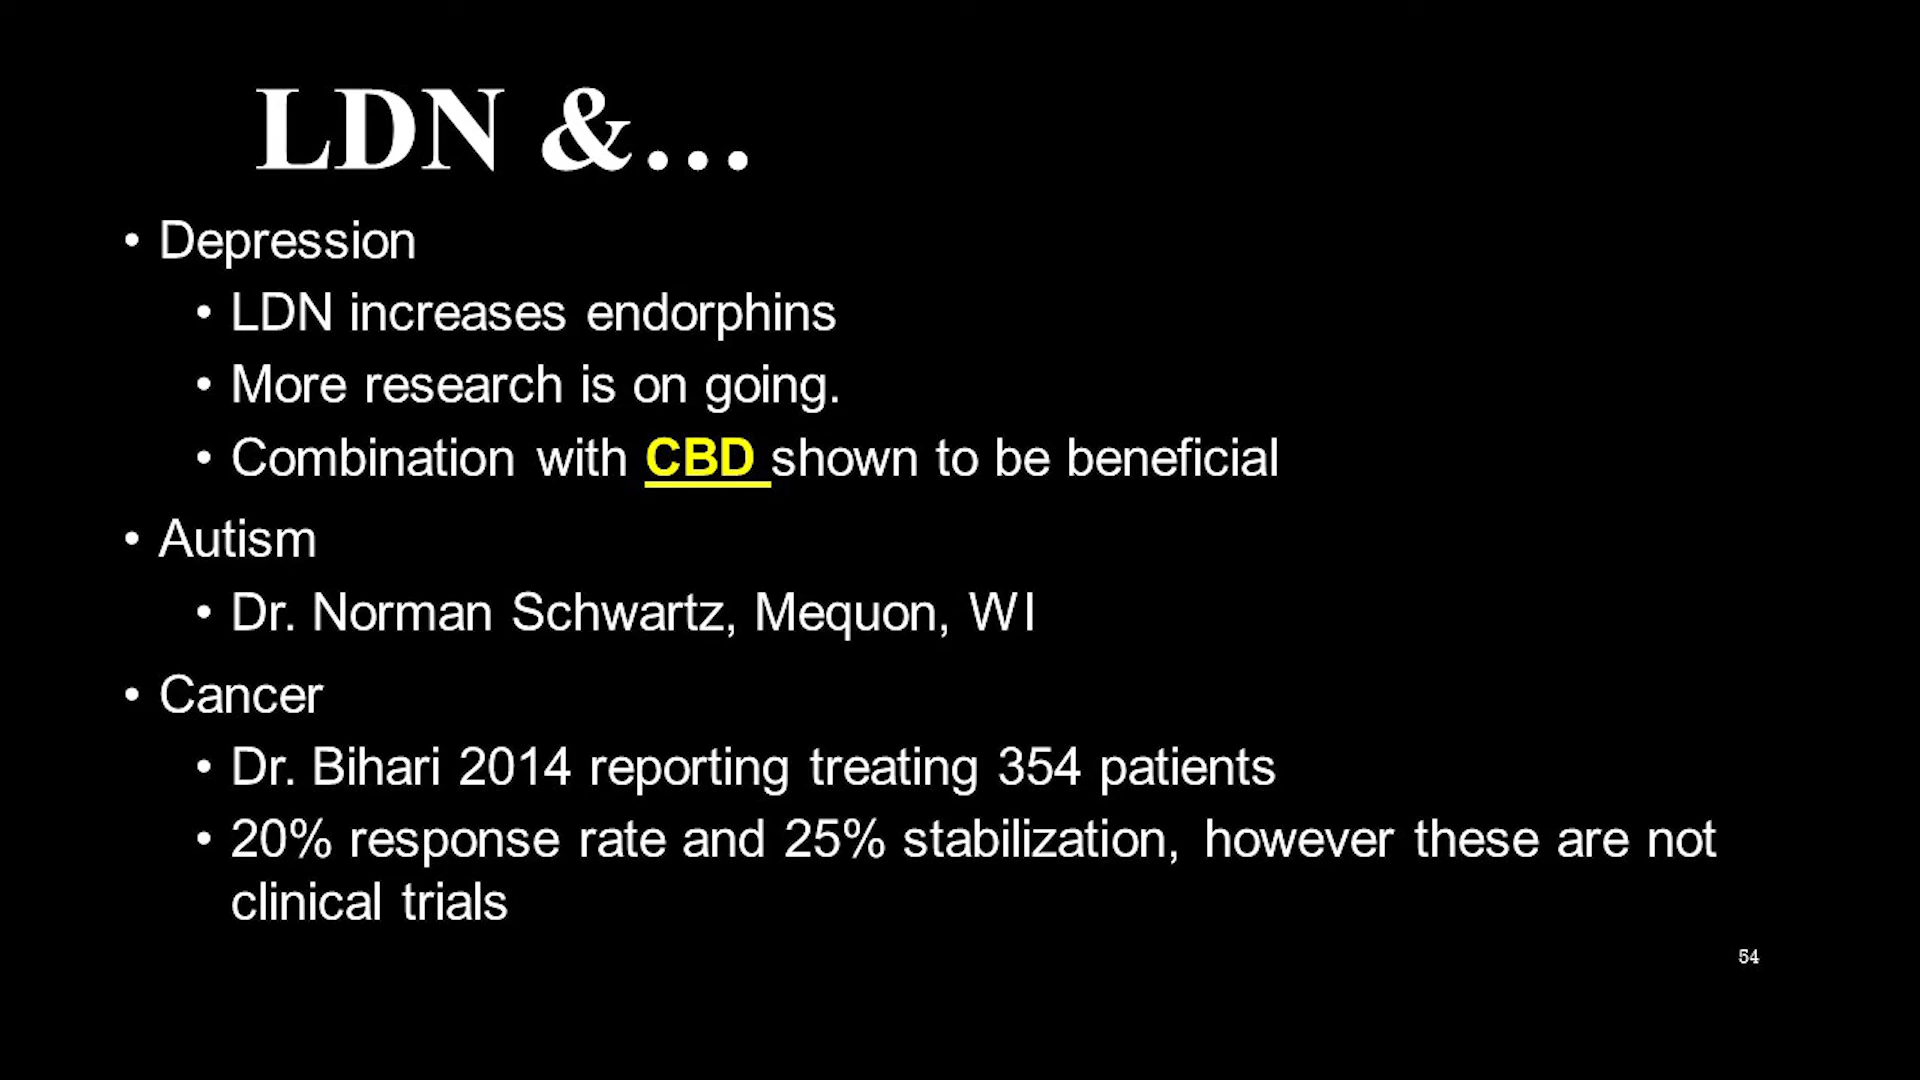 LDN &…
• Depression
• LDN increases endorphins
• More research is on going.
• Combination with CBD shown to be beneficial
• Autism
• Dr. Norman Schwartz, Mequon, WI
• Cancer
• Dr. Bihari 2014 reporting treating 354 patients
• 20% response rate and 25% stabilization, however these are not
clinical trials
54